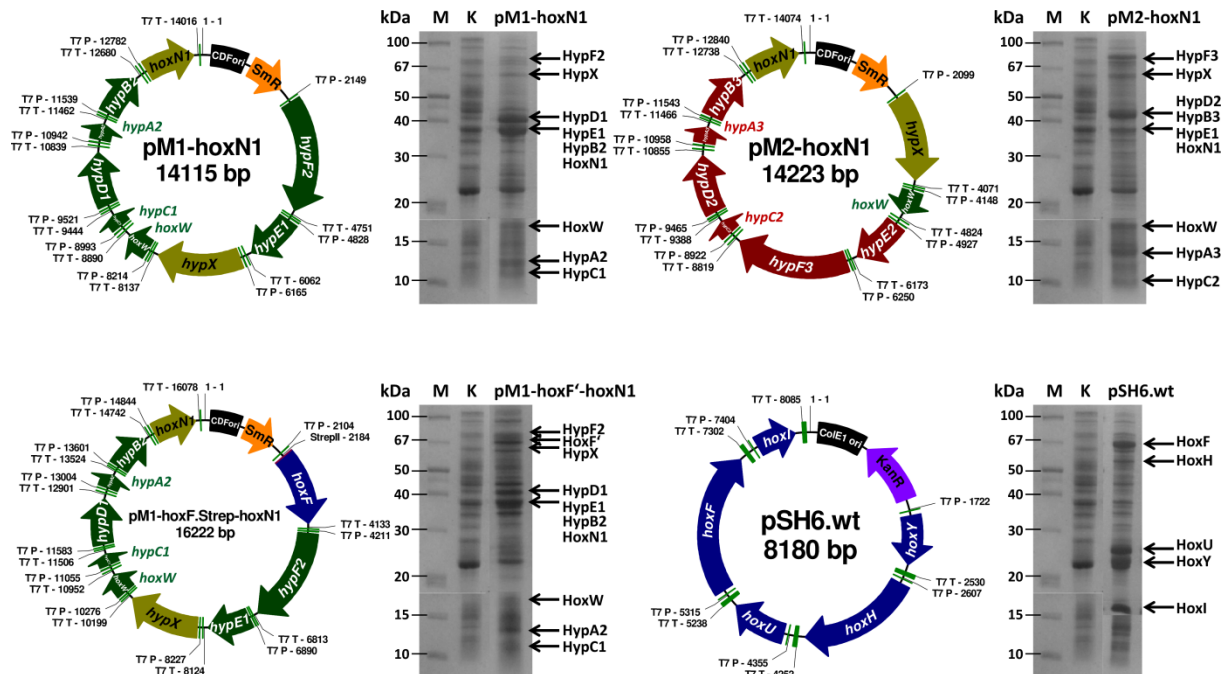 T7 T - 14016
1 - 1
T7 P - 12782
T7 T - 12680
hoxN1
CDFori
SmR
T7 P - 2149
hypB2
T7 P - 11539
T7 T - 11462
hypA2
T7 P - 10942
T7 T - 10839
pM1-hoxN1
14115 bp
hypF2
hypD1
T7 P - 9521
T7 T - 9444
hypC1
hoxW
hoxW
T7 P - 8993
T7 T - 8890
hypE1
T7 T - 4751
T7 P - 4828
T7 P - 8214
T7 T - 8137
hypX
T7 T - 6062
T7 P - 6165
kDa M K pM1-hoxN1
100
67
50
40
30
20
15
10
HypF2
HypX
HypD1
HypE1
HypB2
HoxN1
HoxW
HypA2
HypC1
T7 T - 14074
1 - 1
T7 P - 12840
T7 T - 12738
hoxN1
CDFori
SmR
T7 P - 2099
hypB3
T7 P - 11543
T7 T - 11466
hypA3
T7 P - 10958
T7 T - 10855
pM2-hoxN1
14223 bp
hypX
hypD2
hoxW
hoxW
T7 T - 4071
T7 P - 4148
T7 P - 9465
T7 T - 9388
hypC2
hypE2
T7 T - 4824
T7 P - 4927
T7 P - 8922
T7 T - 8819
hypF3
T7 T - 6173
T7 P - 6250
kDa M K pM2-hoxN1
100
67
50
40
30
20
15
10
HypF3
HypX
HypD2
HypB3
HypE1
HoxN1
HoxW
HypA3
HypC2
T7 T - 16078
1 - 1
T7 P - 14844
T7 T - 14742
hoxN1
CDFori
SmR
T7 P - 2104
StrepII - 2184
T7 P - 13601
T7 T - 13524
hypB2
hypA2
T7 P - 13004
T7 T - 12901
hoxF
hypD1
pM1-hoxF.Strep-hoxN1
16222 bp
T7 T - 4133
T7 P - 4211
T7 P - 11583
T7 T - 11506
hypC1
hoxW
hoxW
T7 P - 11055
T7 T - 10952
hypF2
T7 P - 10276
T7 T - 10199
hypX
hypE1
T7 T - 6813
T7 P - 6890
T7 P - 8227
T7 T - 8124
kDa M K pM1-hoxF‘-hoxN1
100
67
50
40
30
20
15
10
HypF2
HoxF‘
HypX
HypD1
HypE1
HypB2
HoxN1
HoxW
HypA2
HypC1
T7 T - 8085
1 - 1
T7 P - 7404
T7 T - 7302
hoxI
ColE1 ori
KanR
T7 P - 1722
hoxF
pSH6.wt
8180 bp
hoxY
T7 T - 2530
T7 P - 2607
T7 P - 5315
T7 T - 5238
hoxU
hoxH
T7 P - 4355
kDa M K pSH6.wt
100
67
50
40
30
20
15
10
HoxF
HoxH
HoxU
HoxY
HoxI